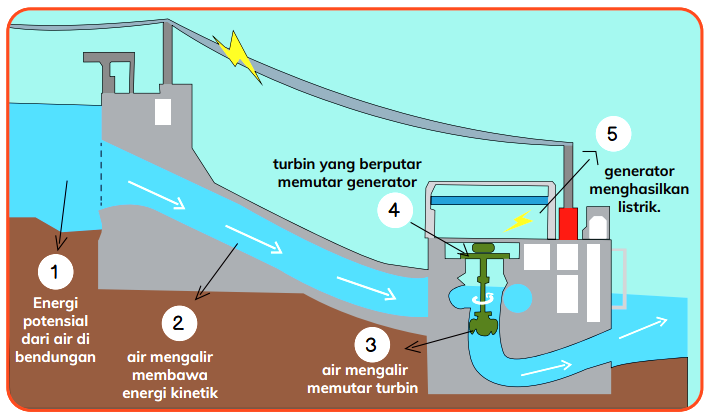 1
Energi
potensial
dari air di
bendungan
2
air mengalir
membawa
energi kinetik
3
air mengalir
memutar turbin
turbin yang berputar
memutar generator
4
5
generator
menghasilkan
listrik.